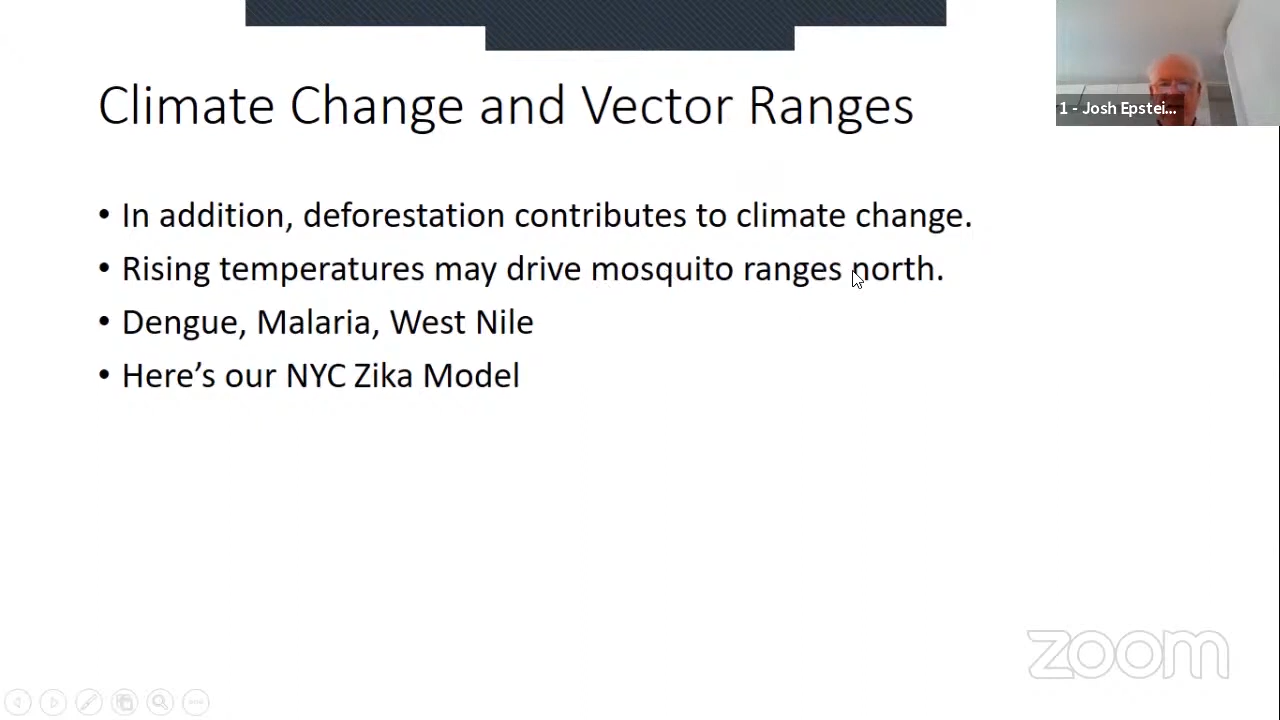 Climate Change and Vector Ranges
1 - Josh Epstei...
• In addition, deforestation contributes to climate change.
• Rising temperatures may drive mosquito ranges north.
• Dengue, Malaria, West Nile
• Here’s our NYC Zika Model
zoom